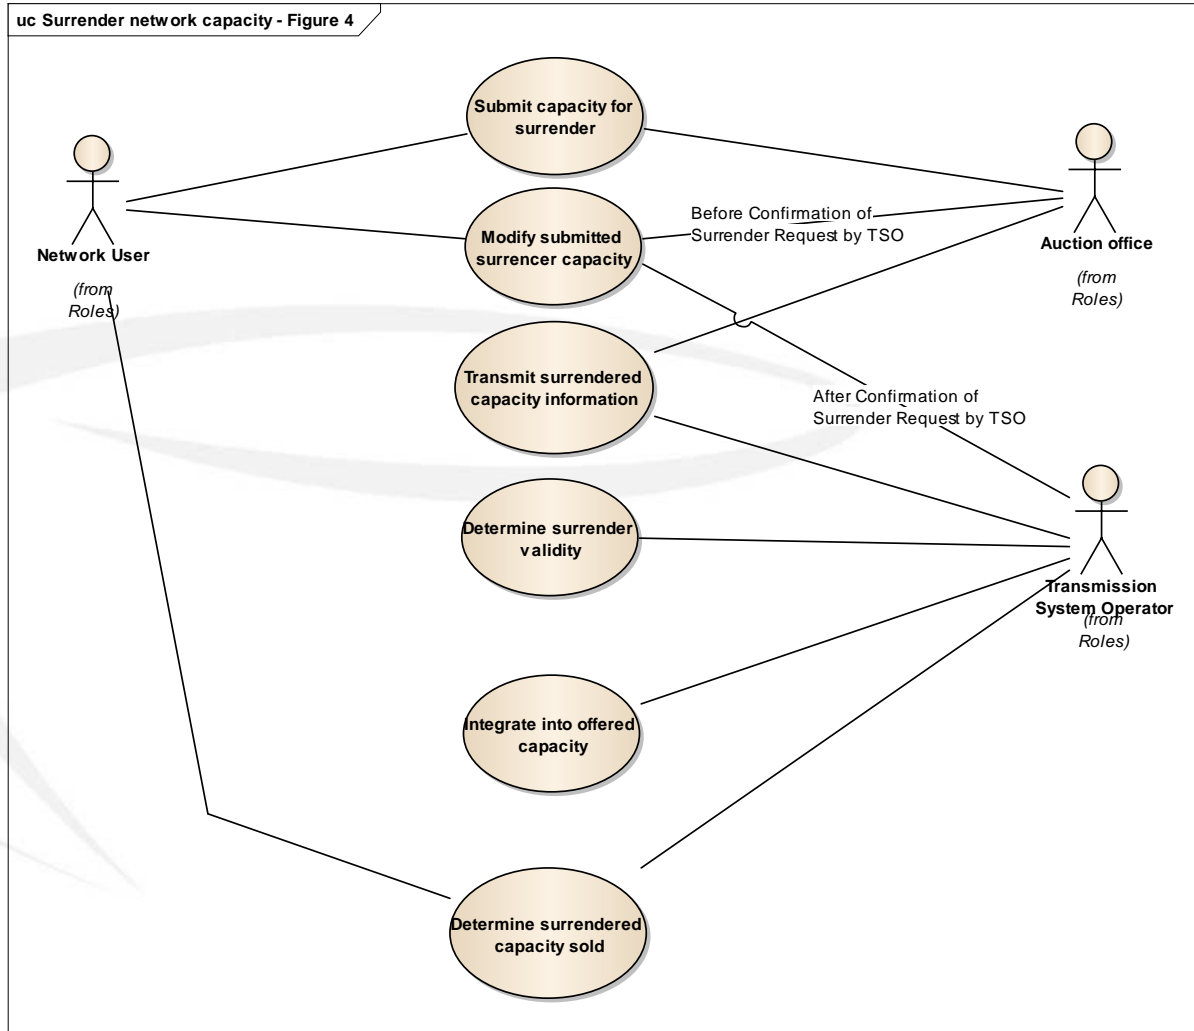 uc Surrender network capacity - Figure 4
Submit capacity for
surrender
Network User
(from
Roles)
Modify submitted
surrencer capacity
Before Confirmation of
Surrender Request by TSO
Auction office
(from
Roles)
Transmit surrendered
capacity information
After Confirmation of
Surrender Request by TSO
Determine surrender
validity
Transmission
System Operator
(from
Roles)
Integrate into offered
capacity
Determine surrendered
capacity sold